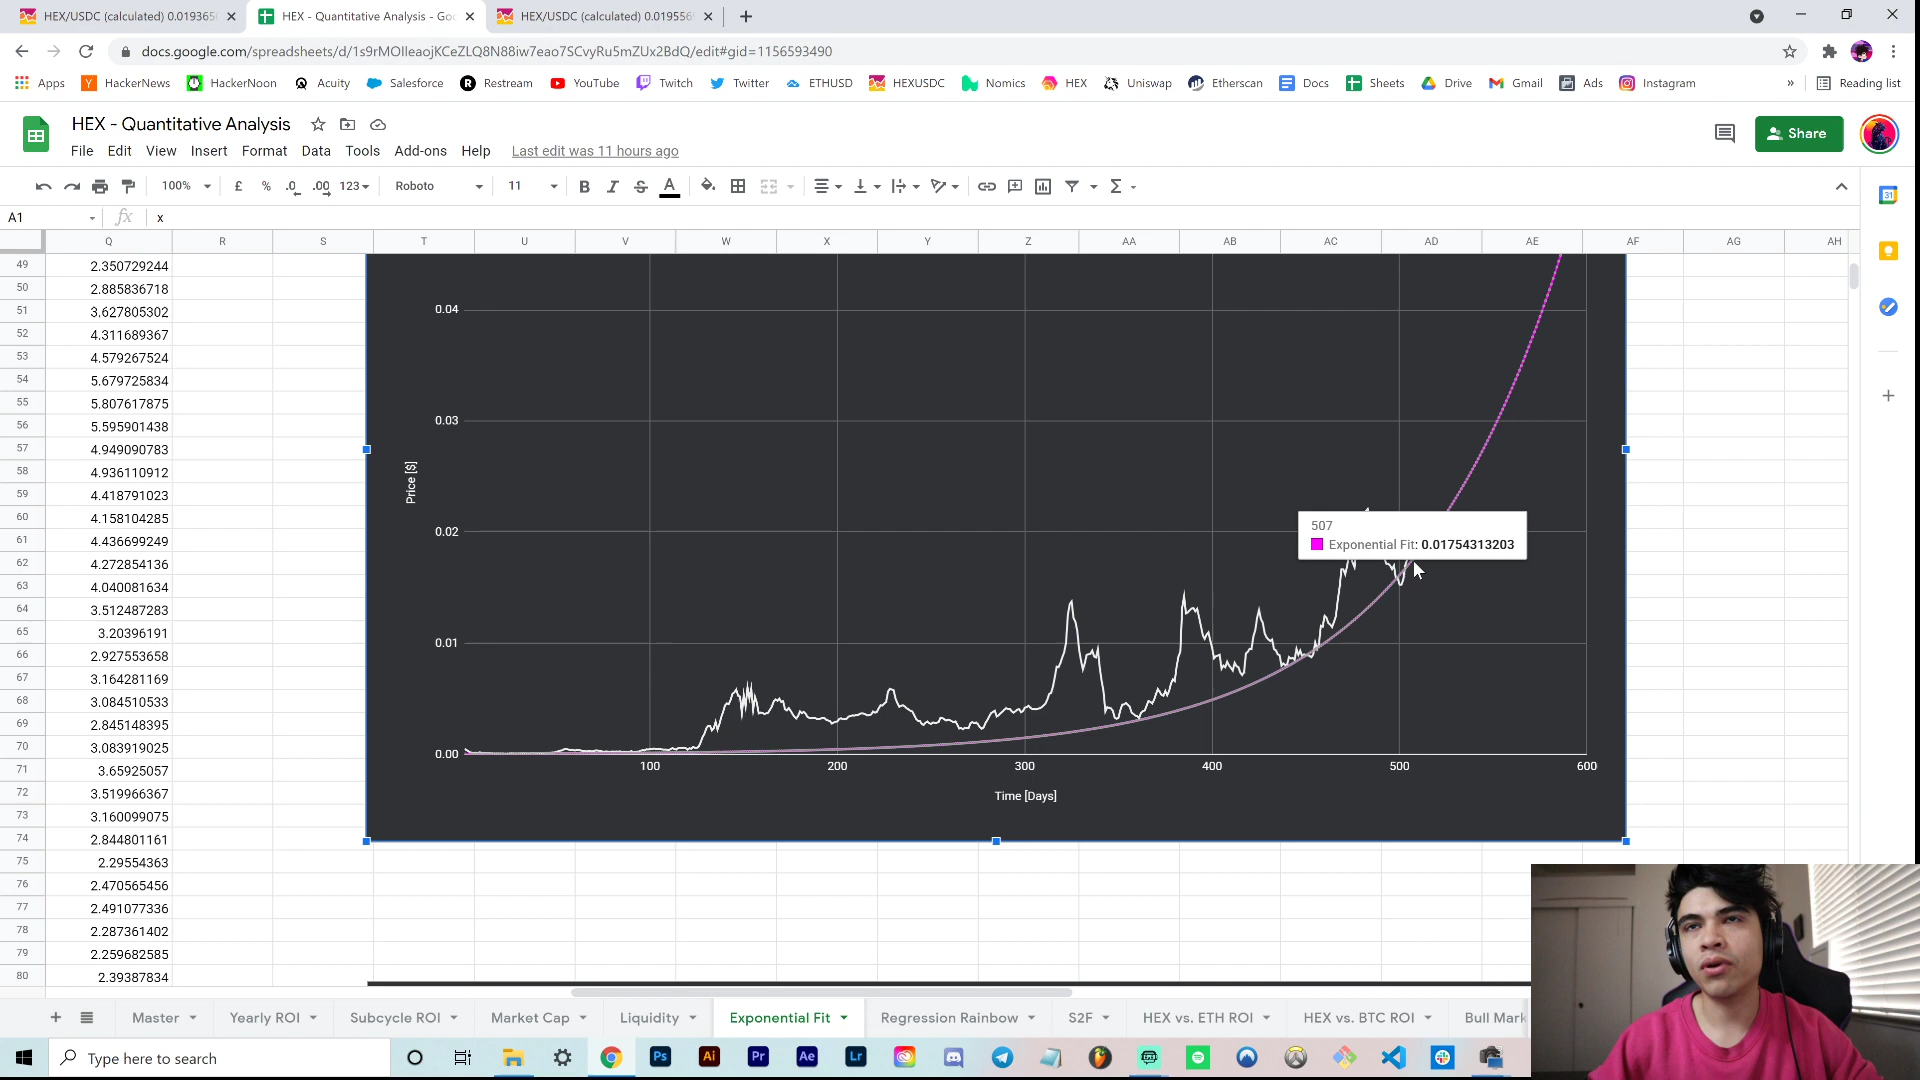 HEX/USDC (calculated) 0.0193650
HEX - Quantitative Analysis - Goo
HEX/USDC (calculated) 0.0195569
docs.google.com/spreadsheets/d/1s9rMOIleaojKCeZLQ8N88iw7eao7SCvyRu5mZUx2BdQ/edit#gid=1156593490
Apps HackerNews HackerNoon Acuity Salesforce Restream YouTube Twitch Twitter ETHUSD HEXUSDC Nomics HEX Uniswap Etherscan Docs Sheets Drive Gmail Ads Instagram » Reading list
HEX - Quantitative Analysis
Share
File Edit View Insert Format Data Tools Add-ons Help Last edit was 11 hours ago
100% £ % .0 .00 123 Roboto 11 B I S A Σ
31
A1 fx x
Q R S T U V W X Y Z AA AB AC AD AE AF AG AH
49 2.350729244
50 2.885836718
51 3.627805302
52 4.311689367
53 4.579267524
54 5.679725834
55 5.807617875
56 5.595901438
57 4.949090783
58 4.936110912
59 4.418791023
60 4.158104285
61 4.436699249
62 4.272854136
63 4.040081634
64 3.512487283
65 3.20396191
66 2.927553658
67 3.164281169
68 3.084510533
69 2.845148395
70 3.083919025
71 3.65925057
72 3.519966367
73 3.160099075
74 2.844801161
75 2.29554363
76 2.470565456
77 2.491077336
78 2.287361402
79 2.259682585
80 2.39387834
0.04
0.03
Price [$]
0.02
0.01
0.00
507
Exponential Fit: 0.01754313203
100 200 300 400 500 600
Time [Days]
Master Yearly ROI Subcycle ROI Market Cap Liquidity Exponential Fit Regression Rainbow S2F HEX vs. ETH ROI HEX vs. BTC ROI Bull Mark
Type here to search
Ps Ai Pr Ae Lr